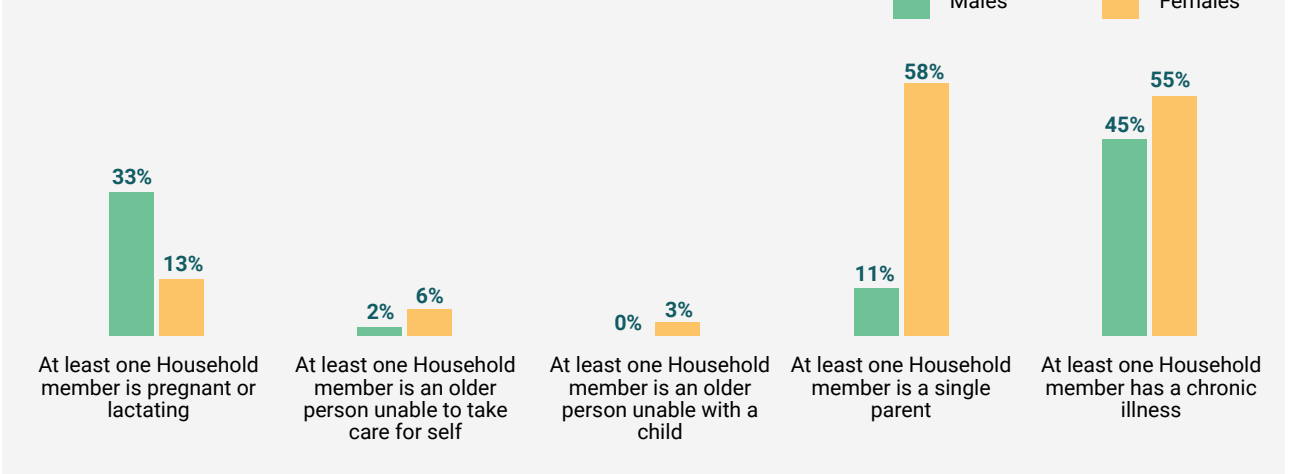 Males Females
58%
55%
45%
33%
13%
11%
6%
2%
3%
0%
At least one Household
member is pregnant or
lactating
At least one Household
member is an older
person unable to take
care for self
At least one Household
member is an older
person unable with a
child
At least one Household
member is a single
parent
At least one Household
member has a chronic
illness